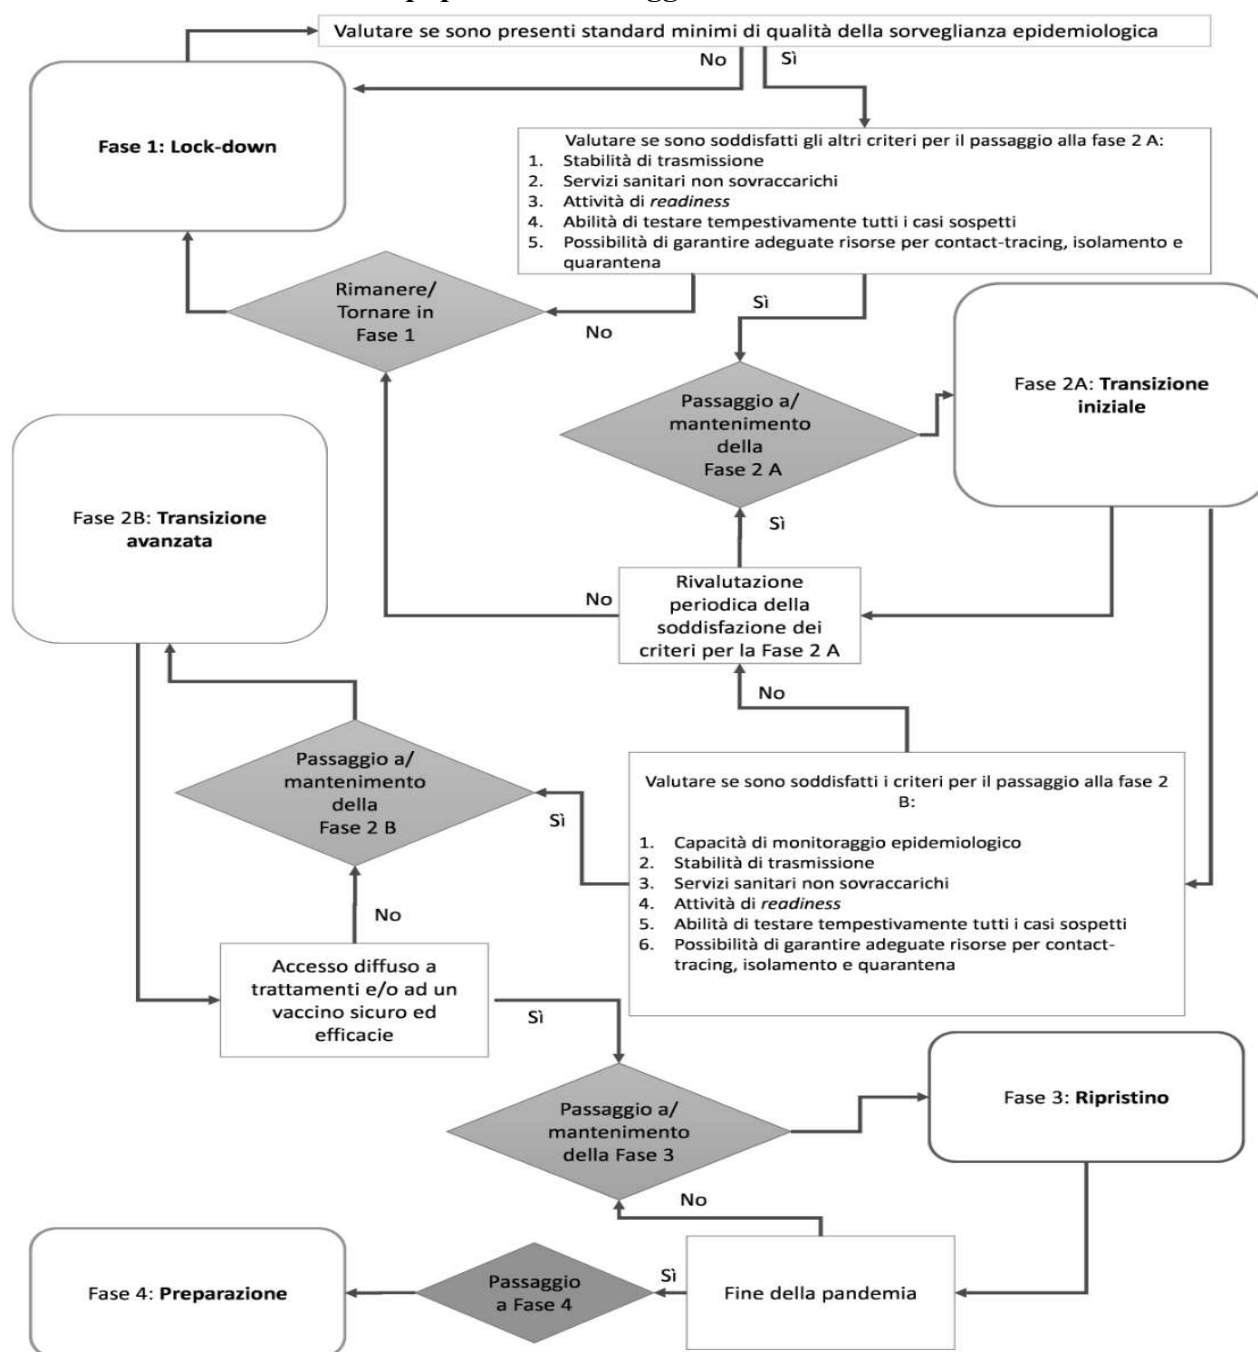 Valutare se sono presenti standard minimi di qualità della sorveglianza epidemiologica
No
Sì
Fase 1: Lock-down
Valutare se sono soddisfatti gli altri criteri per il passaggio alla fase 2 A:
1. Stabilità di trasmissione
2. Servizi sanitari non sovraccarichi
3. Attività di readiness
4. Abilità di testare tempestivamente tutti i casi sospetti
5. Possibilità di garantire adeguate risorse per contact-tracing, isolamento e
quarantena
Rimanere/
Tornare in
Fase 1
No
Sì
Passaggio a/
mantenimento
della
Fase 2 A
Fase 2A: Transizione
iniziale
Fase 2B: Transizione
avanzata
Sì
No
Rivalutazione
periodica della
soddisfazione dei
criteri per la Fase 2 A
No
Passaggio a/
mantenimento
della
Fase 2 B
Sì
Valutare se sono soddisfatti i criteri per il passaggio alla fase 2
B:
1. Capacità di monitoraggio epidemiologico
2. Stabilità di trasmissione
3. Servizi sanitari non sovraccarichi
4. Attività di readiness
5. Abilità di testare tempestivamente tutti i casi sospetti
6. Possibilità di garantire adeguate risorse per contact-
tracing, isolamento e quarantena
No
Accesso diffuso a
trattamenti e/o ad un
vaccino sicuro ed
efficacie
Sì
Passaggio a/
mantenimento
della Fase 3
Fase 3: Ripristino
No
Fase 4: Preparazione
Passaggio
a Fase 4
Sì
Fine della pandemia